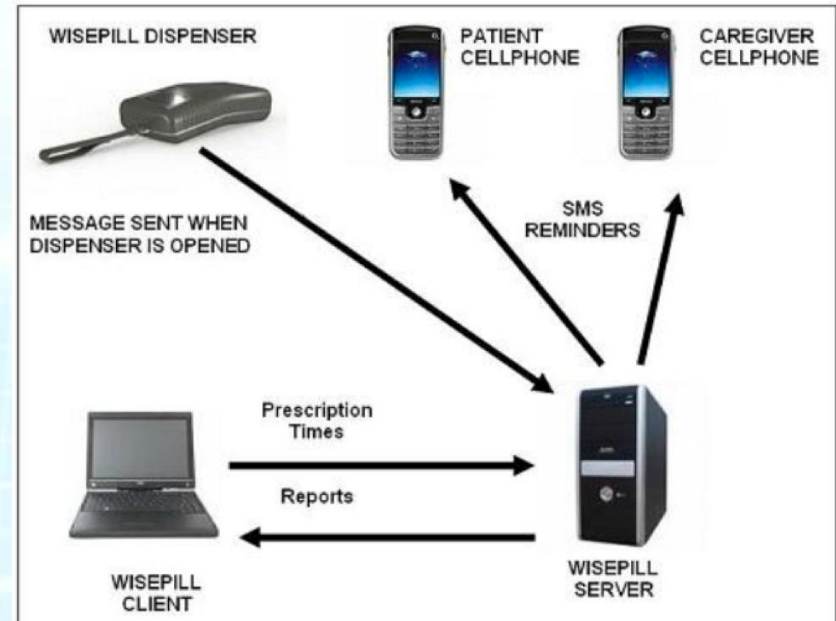 WISEPILL DISPENSER
PATIENT
CELLPHONE
CAREGIVER
CELLPHONE
MESSAGE SENT WHEN
DISPENSER IS OPENED
SMS
REMINDERS
Prescription
Times
Reports
WISEPILL
CLIENT
WISEPILL
SERVER